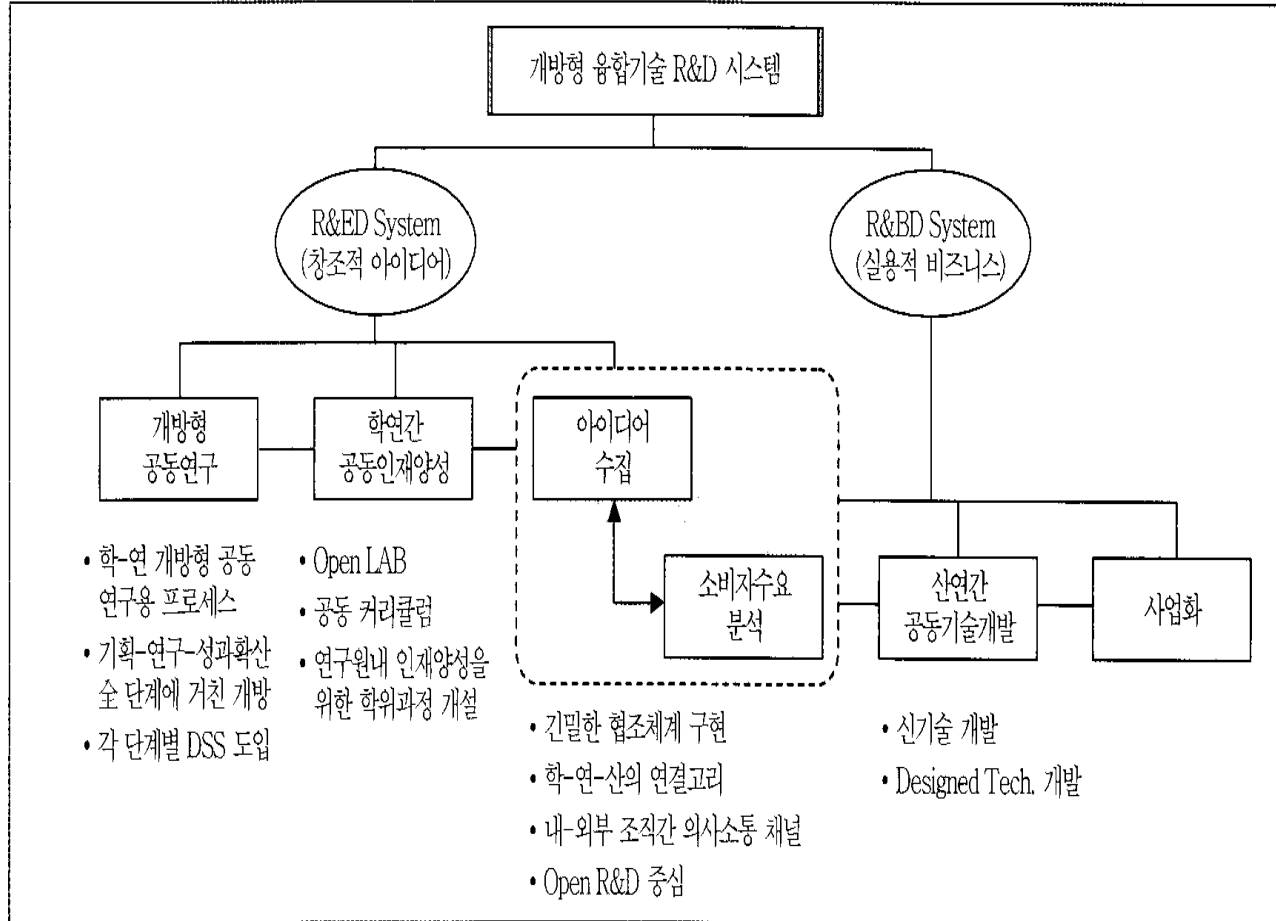 개방형 융합기술 R&D 시스템
R&ED System
(창조적 아이디어)
R&BD System
(실용적 비즈니스)
개방형
공동연구
학연간
공동인재양성
아이디어
수집
소비자수요
분석
산연간
공동기술개발
사업화
• 학-연 개방형 공동
연구용 프로세스
• 기획-연구-성과확산
全 단계에 거친 개방
• 각 단계별 DSS 도입
• Open LAB
• 공동 커리큘럼
• 연구원내 인재양성을
위한 학위과정 개설
• 긴밀한 협조체계 구현
• 학-연-산의 연결고리
• 내-외부 조직간 의사소통 채널
• Open R&D 중심
• 신기술 개발
• Designed Tech. 개발